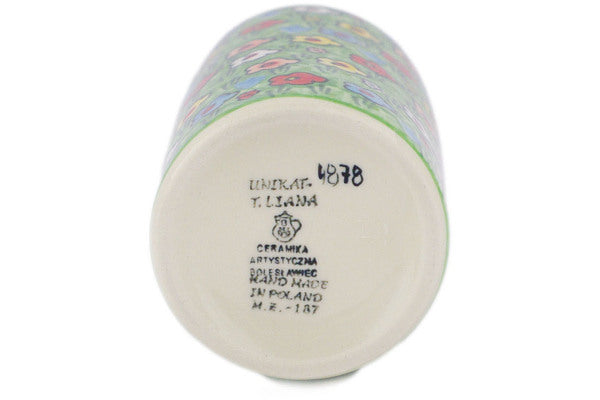 UNIKAT- 4878
T. LIANA
CERAMIKA
ARTYSTYCZNA
BOLESŁAWIEC
HAND MADE
IN POLAND
M.Z.-187